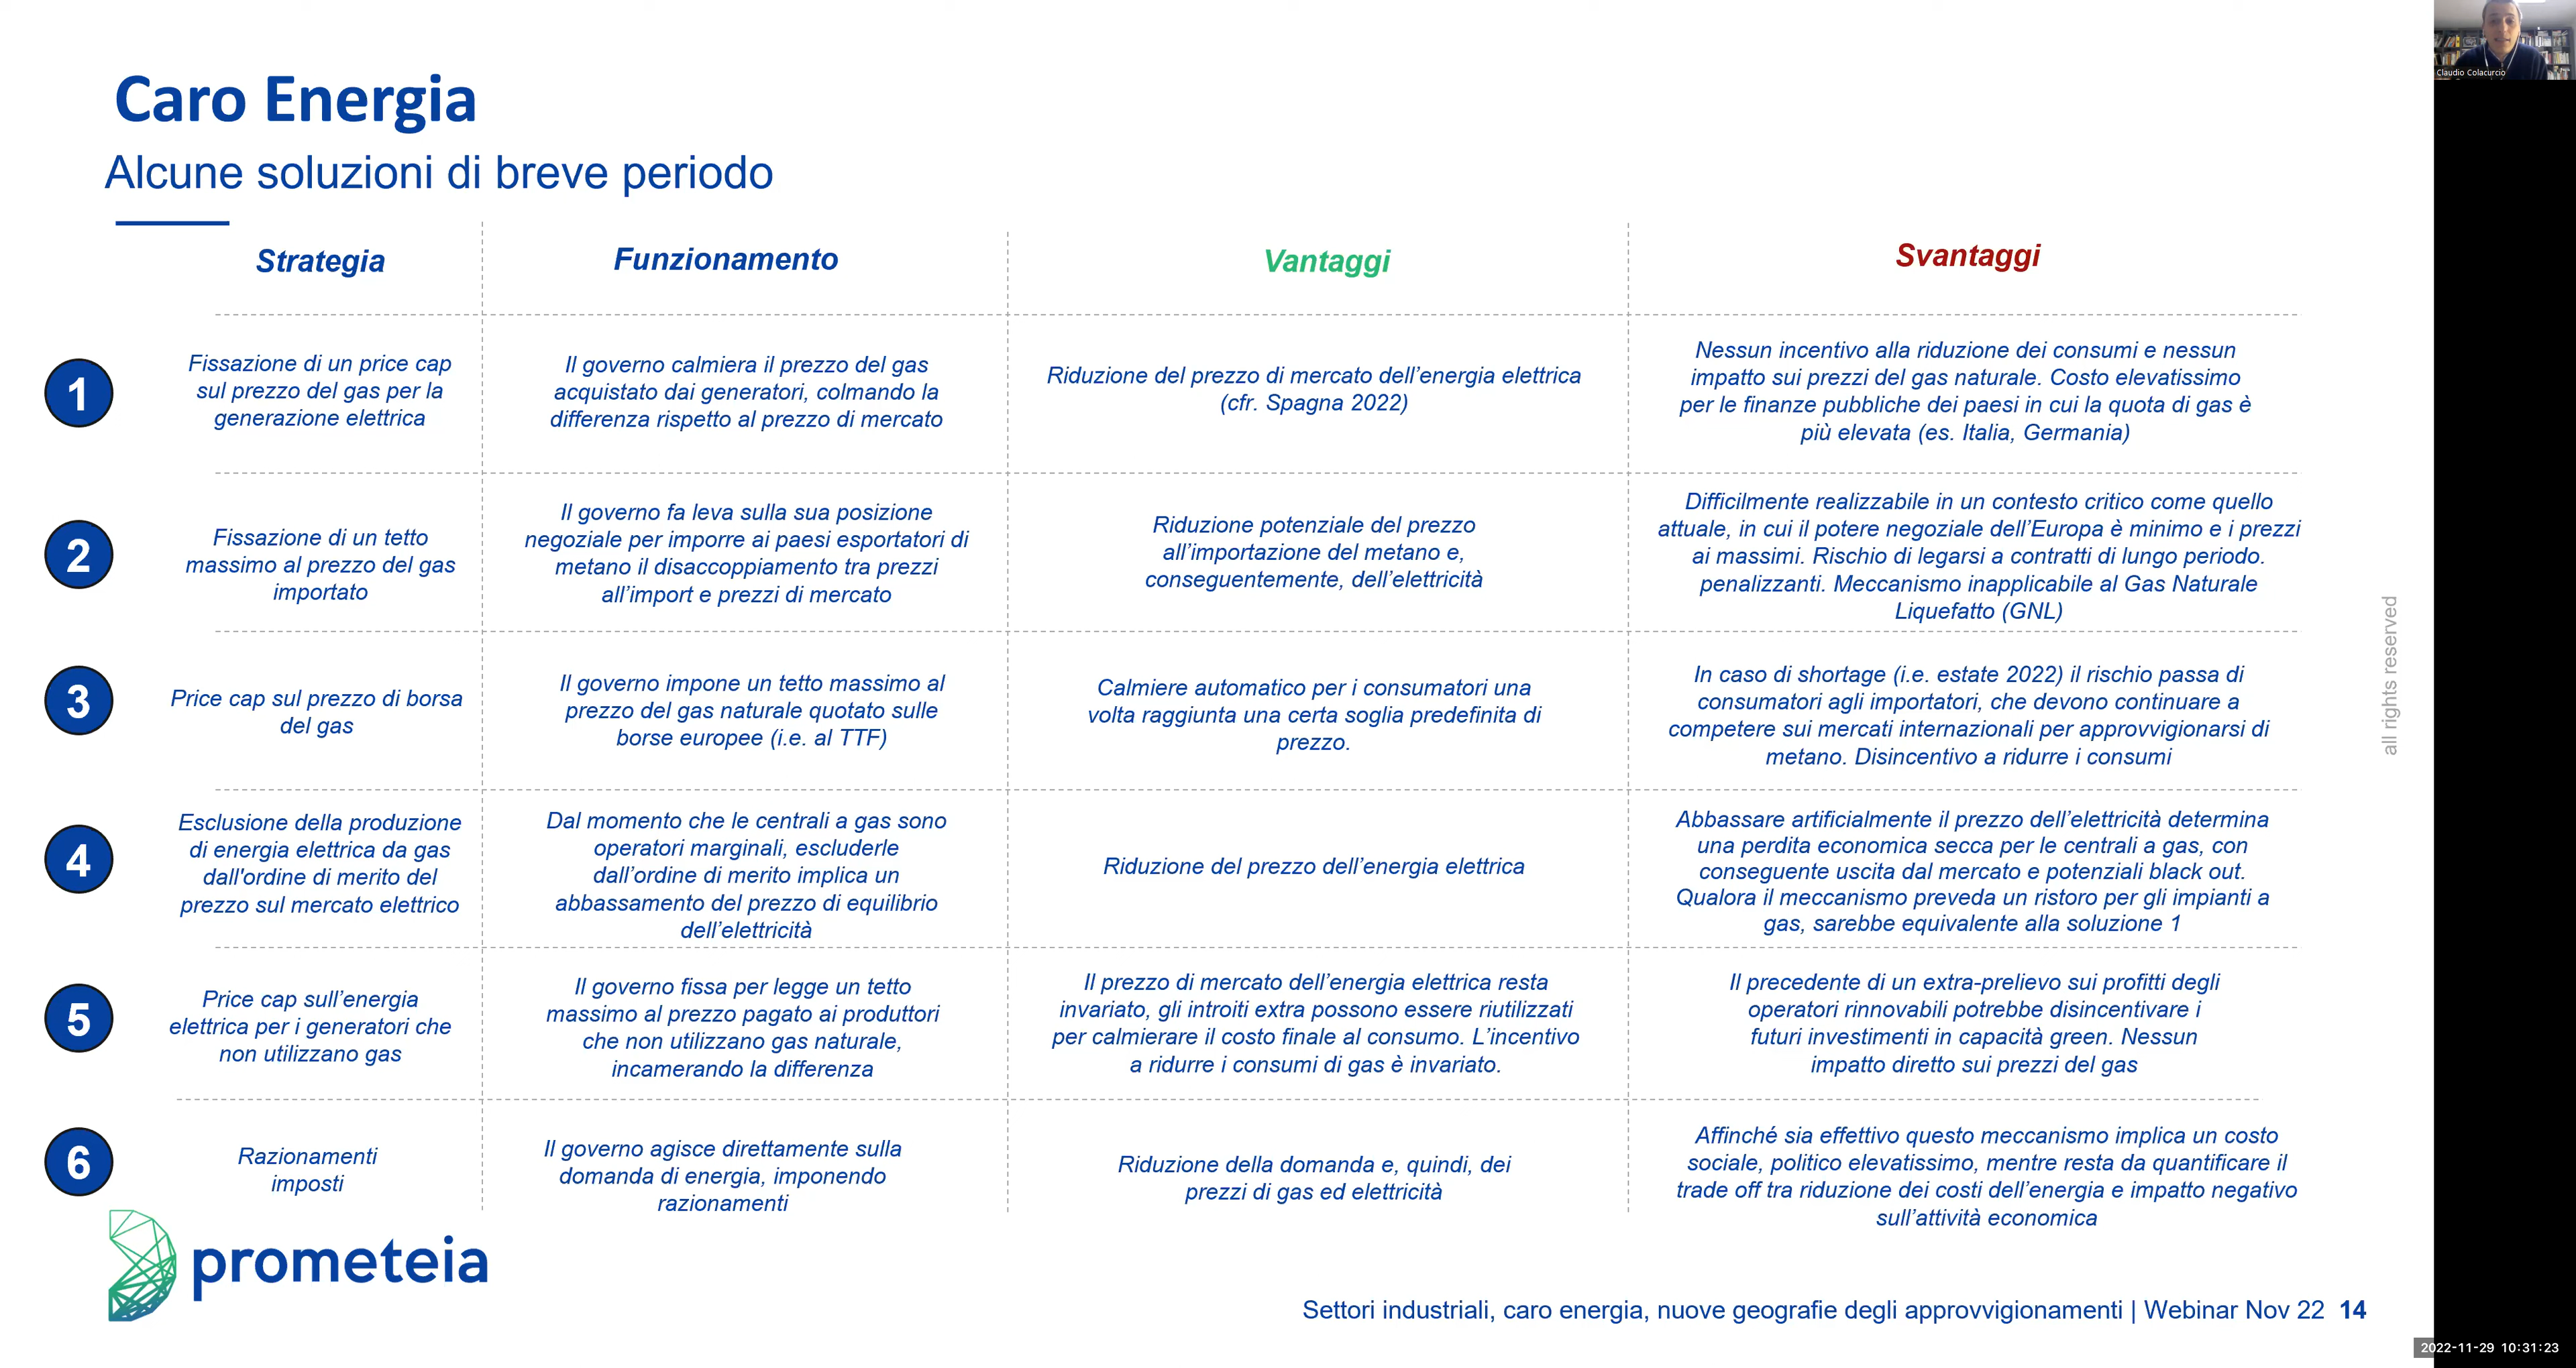 Claudio Colacurcio
Caro Energia
Alcune soluzioni di breve periodo
Strategia
Funzionamento
Vantaggi
Svantaggi
1
Fissazione di un price cap
sul prezzo del gas per la
generazione elettrica
Il governo calmiera il prezzo del gas
acquistato dai generatori, colmando la
differenza rispetto al prezzo di mercato
Riduzione del prezzo di mercato dell’energia elettrica
(cfr. Spagna 2022)
Nessun incentivo alla riduzione dei consumi e nessun
impatto sui prezzi del gas naturale. Costo elevatissimo
per le finanze pubbliche dei paesi in cui la quota di gas è
più elevata (es. Italia, Germania)
2
Fissazione di un tetto
massimo al prezzo del gas
importato
Il governo fa leva sulla sua posizione
negoziale per imporre ai paesi esportatori di
metano il disaccoppiamento tra prezzi
all’import e prezzi di mercato
Riduzione potenziale del prezzo
all’importazione del metano e,
conseguentemente, dell’elettricità
Difficilmente realizzabile in un contesto critico come quello
attuale, in cui il potere negoziale dell’Europa è minimo e i prezzi
ai massimi. Rischio di legarsi a contratti di lungo periodo.
penalizzanti. Meccanismo inapplicabile al Gas Naturale
Liquefatto (GNL)
3
Price cap sul prezzo di borsa
del gas
Il governo impone un tetto massimo al
prezzo del gas naturale quotato sulle
borse europee (i.e. al TTF)
Calmiere automatico per i consumatori una
volta raggiunta una certa soglia predefinita di
prezzo.
In caso di shortage (i.e. estate 2022) il rischio passa di
consumatori agli importatori, che devono continuare a
competere sui mercati internazionali per approvvigionarsi di
metano. Disincentivo a ridurre i consumi
4
Esclusione della produzione
di energia elettrica da gas
dall'ordine di merito del
prezzo sul mercato elettrico
Dal momento che le centrali a gas sono
operatori marginali, escluderle
dall’ordine di merito implica un
abbassamento del prezzo di equilibrio
dell’elettricità
Riduzione del prezzo dell’energia elettrica
Abbassare artificialmente il prezzo dell’elettricità determina
una perdita economica secca per le centrali a gas, con
conseguente uscita dal mercato e potenziali black out.
Qualora il meccanismo preveda un ristoro per gli impianti a
gas, sarebbe equivalente alla soluzione 1
5
Price cap sull’energia
elettrica per i generatori che
non utilizzano gas
Il governo fissa per legge un tetto
massimo al prezzo pagato ai produttori
che non utilizzano gas naturale,
incamerando la differenza
Il prezzo di mercato dell’energia elettrica resta
invariato, gli introiti extra possono essere riutilizzati
per calmierare il costo finale al consumo. L’incentivo
a ridurre i consumi di gas è invariato.
Il precedente di un extra-prelievo sui profitti degli
operatori rinnovabili potrebbe disincentivare i
futuri investimenti in capacità green. Nessun
impatto diretto sui prezzi del gas
6
Razionamenti
imposti
Il governo agisce direttamente sulla
domanda di energia, imponendo
razionamenti
Riduzione della domanda e, quindi, dei
prezzi di gas ed elettricità
Affinché sia effettivo questo meccanismo implica un costo
sociale, politico elevatissimo, mentre resta da quantificare il
trade off tra riduzione dei costi dell’energia e impatto negativo
sull’attività economica
all rights reserved
prometeia
Settori industriali, caro energia, nuove geografie degli approvvigionamenti | Webinar Nov 22 14
2022-11-29 10:31:23